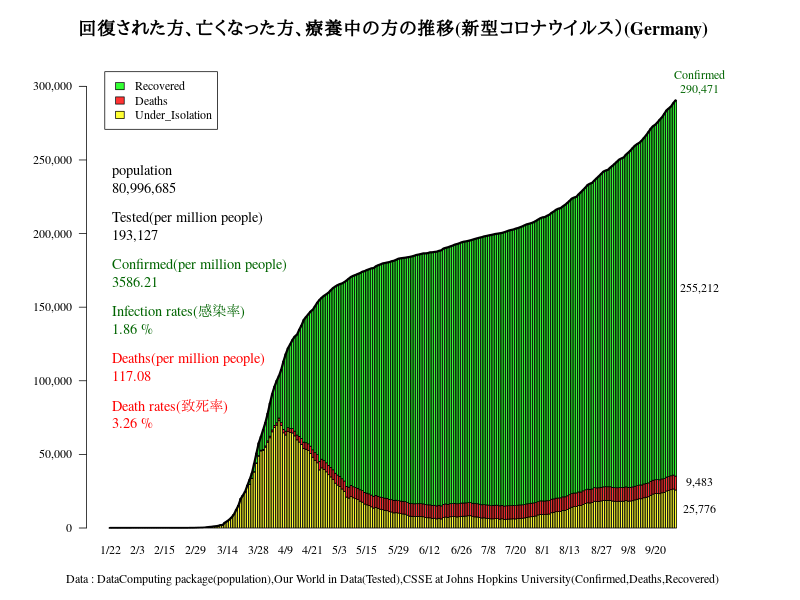 回復された方、亡くなった方、療養中の方の推移(新型コロナウイルス）(Germany)
Confirmed
290,471
Recovered
Deaths
Under_Isolation
300,000
250,000
200,000
150,000
100,000
50,000
0
population
80,996,685
Tested(per million people)
193,127
Confirmed(per million people)
3586.21
Infection rates(感染率)
1.86 %
Deaths(per million people)
117.08
Death rates(致死率)
3.26 %
255,212
9,483
25,776
1/22 2/3 2/15 2/29 3/14 3/28 4/9 4/21 5/3 5/15 5/29 6/12 6/26 7/8 7/20 8/1 8/13 8/27 9/8 9/20
Data : DataComputing package(population),Our World in Data(Tested),CSSE at Johns Hopkins University(Confirmed,Deaths,Recovered)